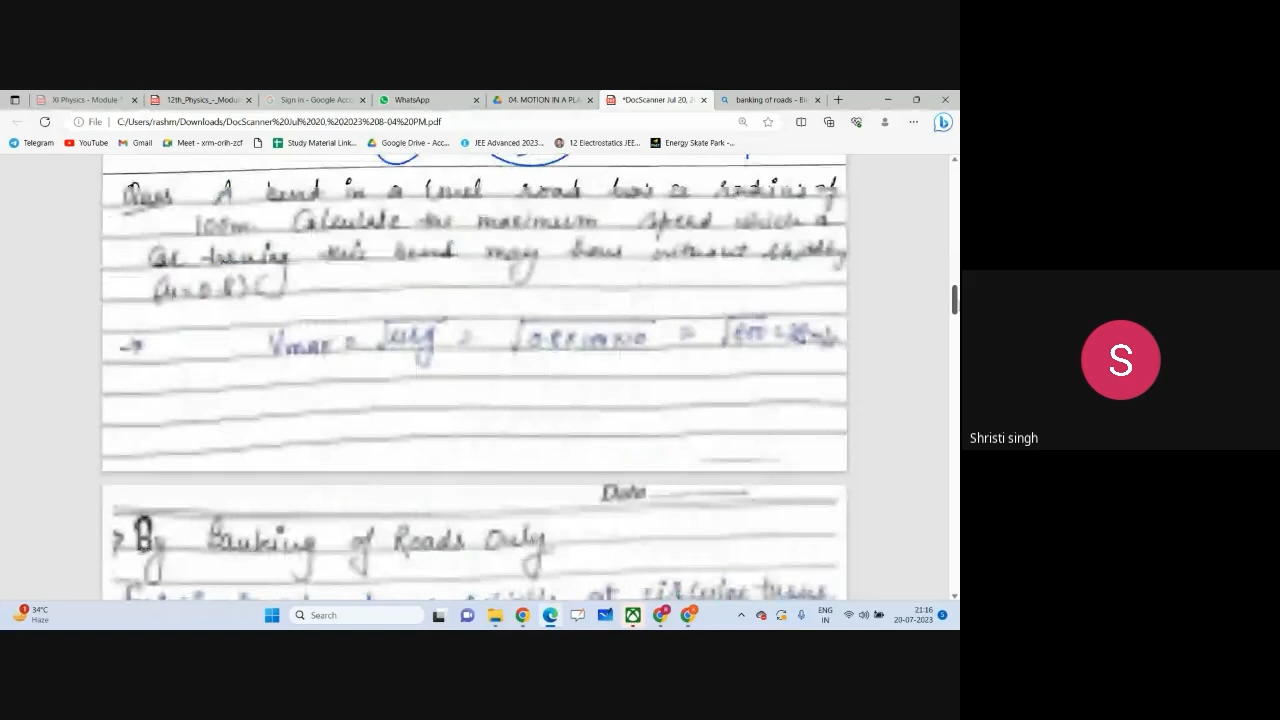 XI Physics - Module
12th_Physics_-_Modu
Sign in - Google Acc
WhatsApp
04. MOTION IN A PLA
*DocScanner Jul 20, 2
banking of roads - Bi
File
C:/Users/rashm/Downloads/DocScanner%20Jul%2020,%202023%208-04%20PM.pdf
Telegram
YouTube
Gmail
Meet - xrm-orih-zcf
Study Material Link...
Google Drive - Acc...
JEE Advanced 2023...
12 Electrostatics JEE...
Energy Skate Park -...
Ques A bend in a level road has a radius of
100m. Calculate the maximum speed which a
car turning this bend may have without
Vmax = = =
Date
> By Banking of Roads Only
at circular turns
S
Shristi singh
34°C
Haze
Search
ENG
IN
21:16
20-07-2023